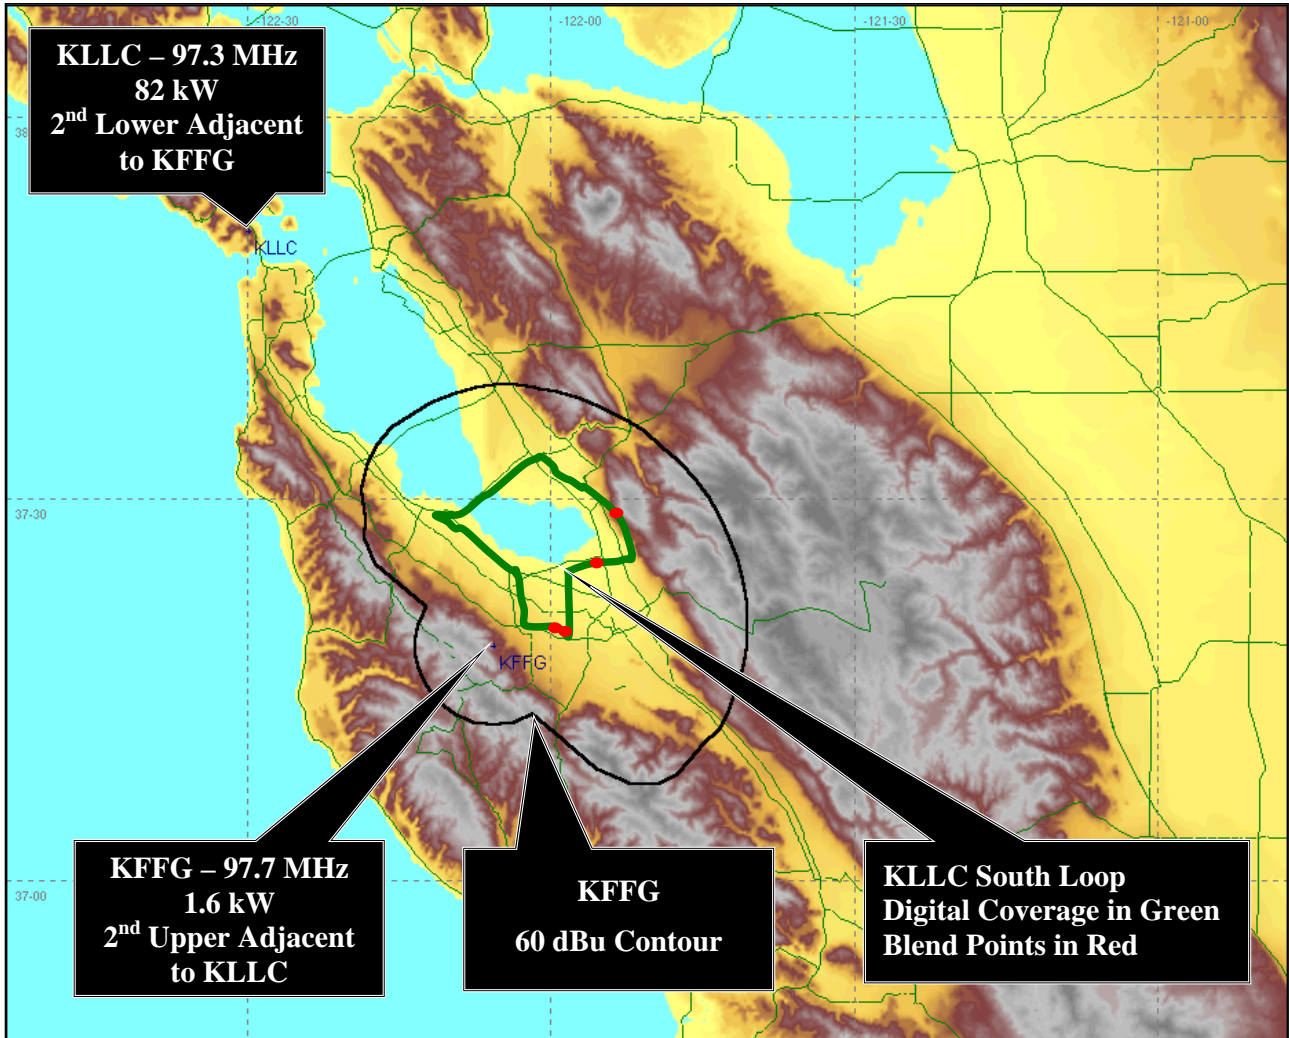 -122-30
-122-00
-121-30
-121-00
KLLC – 97.3 MHz
82 kW
2nd Lower Adjacent
to KFFG
38
KLLC
37-30
KFFG
KFFG – 97.7 MHz
1.6 kW
2nd Upper Adjacent
to KLLC
KFFG
60 dBu Contour
KLLC South Loop
Digital Coverage in Green
Blend Points in Red
37-00